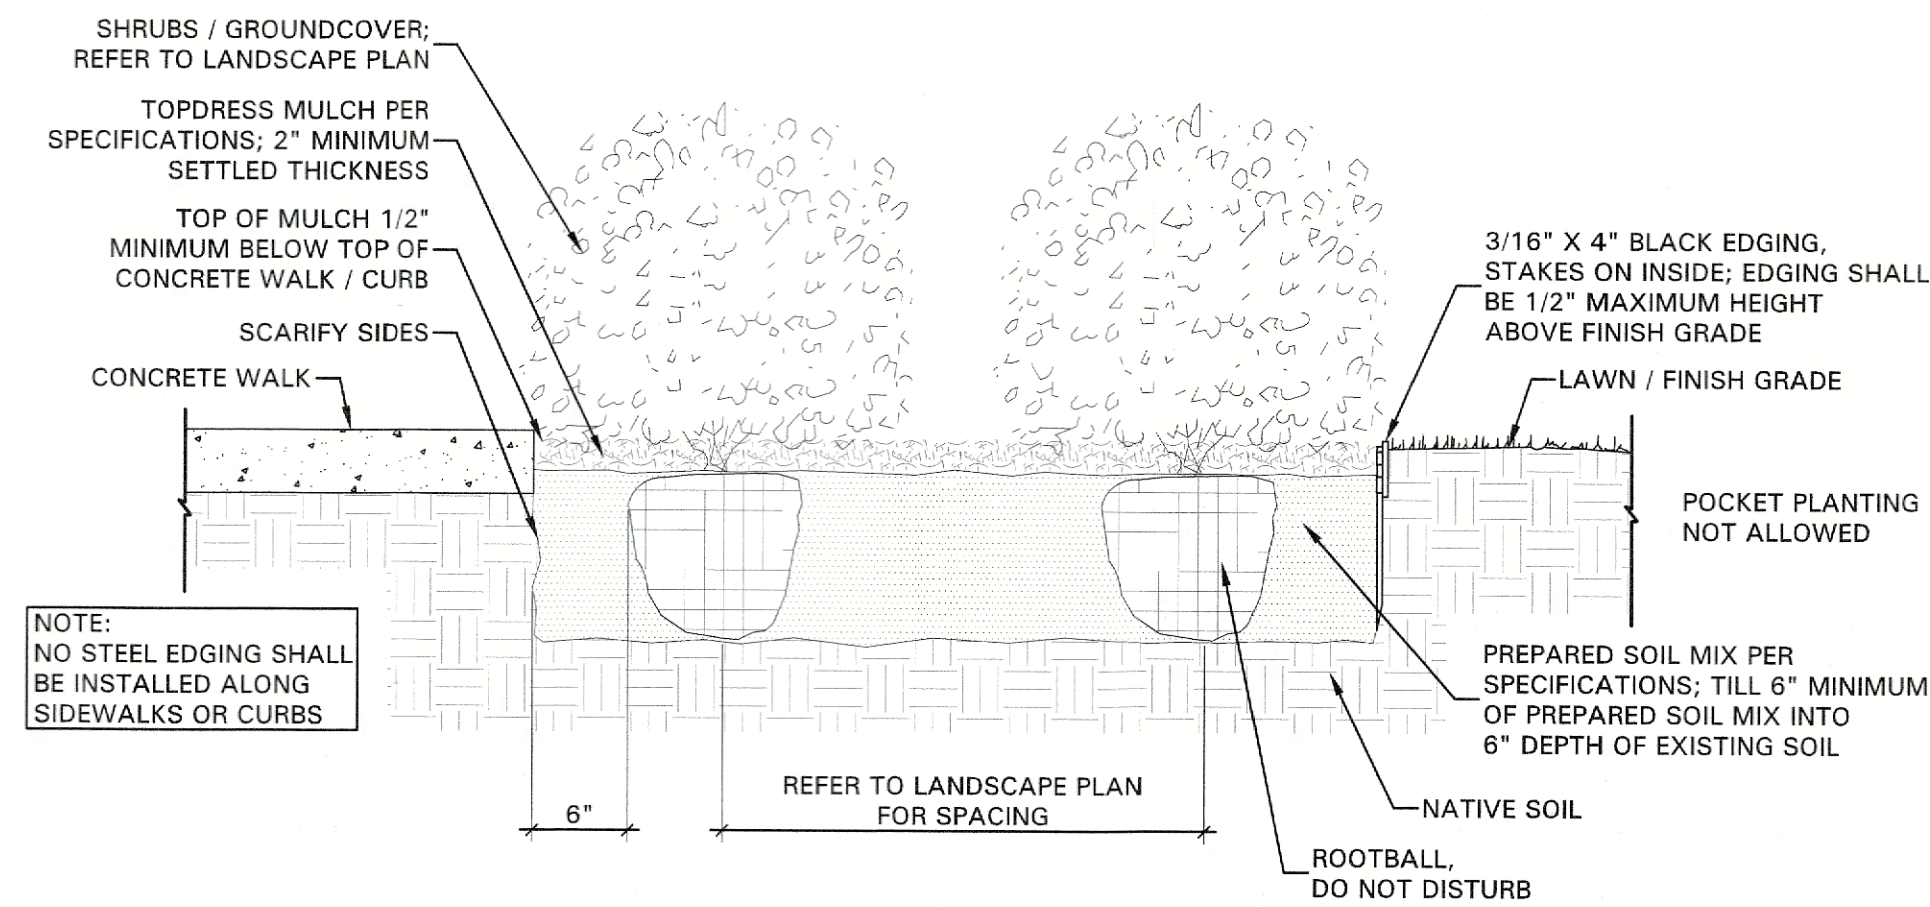 SHRUBS / GROUNDCOVER;
REFER TO LANDSCAPE PLAN
TOPDRESS MULCH PER
SPECIFICATIONS; 2" MINIMUM
SETTLED THICKNESS
TOP OF MULCH 1/2"
MINIMUM BELOW TOP OF
CONCRETE WALK / CURB
SCARIFY SIDES
CONCRETE WALK
NOTE:
NO STEEL EDGING SHALL
BE INSTALLED ALONG
SIDEWALKS OR CURBS
6"
REFER TO LANDSCAPE PLAN
FOR SPACING
3/16" X 4" BLACK EDGING,
STAKES ON INSIDE; EDGING SHALL
BE 1/2" MAXIMUM HEIGHT
ABOVE FINISH GRADE
LAWN / FINISH GRADE
POCKET PLANTING
NOT ALLOWED
PREPARED SOIL MIX PER
SPECIFICATIONS; TILL 6" MINIMUM
OF PREPARED SOIL MIX INTO
6" DEPTH OF EXISTING SOIL
NATIVE SOIL
ROOTBALL,
DO NOT DISTURB